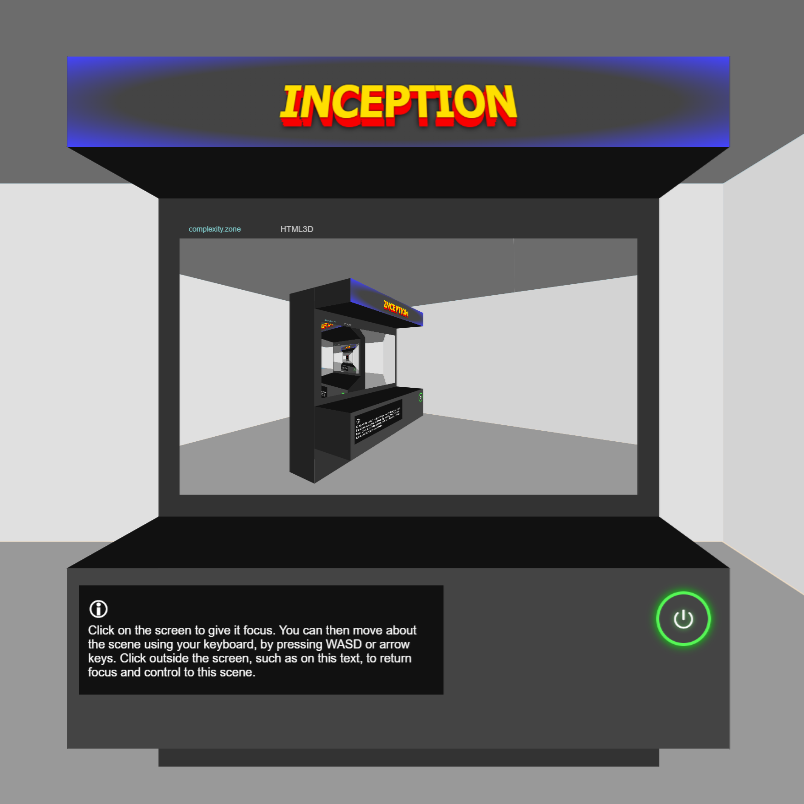 INCEPTION
complexity.zone HTML3D
INCEPTION
Click on the screen to give it focus. You can then move about
the scene using your keyboard, by pressing WASD or arrow
keys. Click outside the screen, such as on this text, to return
focus and control to this scene.